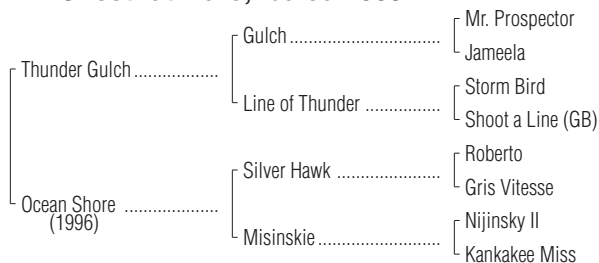 Gulch
Mr. Prospector
Jameela
Thunder Gulch
Line of Thunder
Storm Bird
Shoot a Line (GB)
Silver Hawk
Roberto
Gris Vitesse
Ocean Shore
(1996)
Misinskie
Nijinsky II
Kankakee Miss